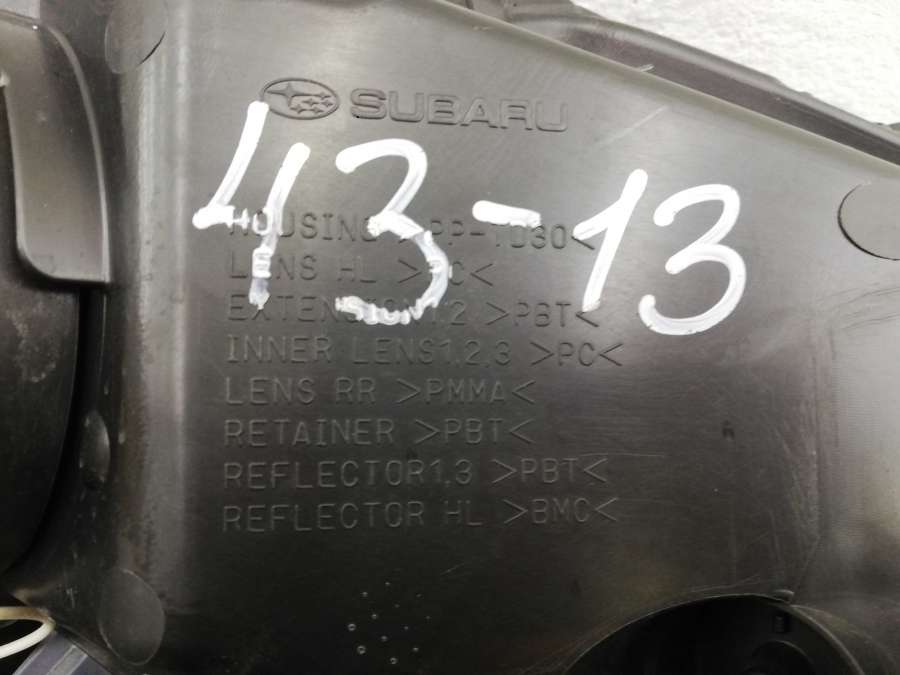 SUBARU
43-13
HOUSING >PP-TD30<
LENS HL >PC<
EXTENSION1,2 >PBT<
INNER LENS1.2.3 >PC<
LENS RR >PMMA<
RETAINER >PBT<
REFLECTOR1.3 >PBT<
REFLECTOR HL >BMC<